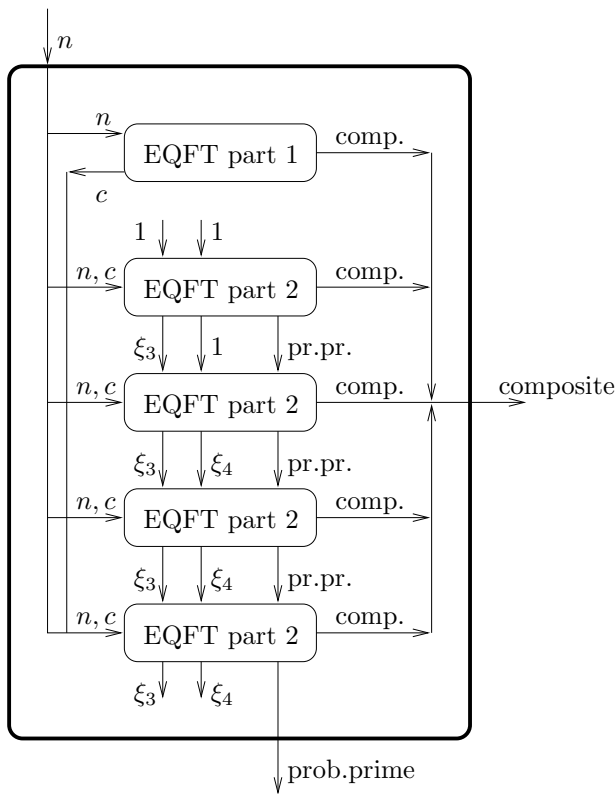 n
n
EQFT part 1
comp.
c
1
1
n, c
EQFT part 2
comp.
ξ₃
1
pr.pr.
n, c
EQFT part 2
comp.
composite
ξ₃
ξ₄
pr.pr.
n, c
EQFT part 2
comp.
ξ₃
ξ₄
pr.pr.
n, c
EQFT part 2
comp.
ξ₃
ξ₄
prob.prime